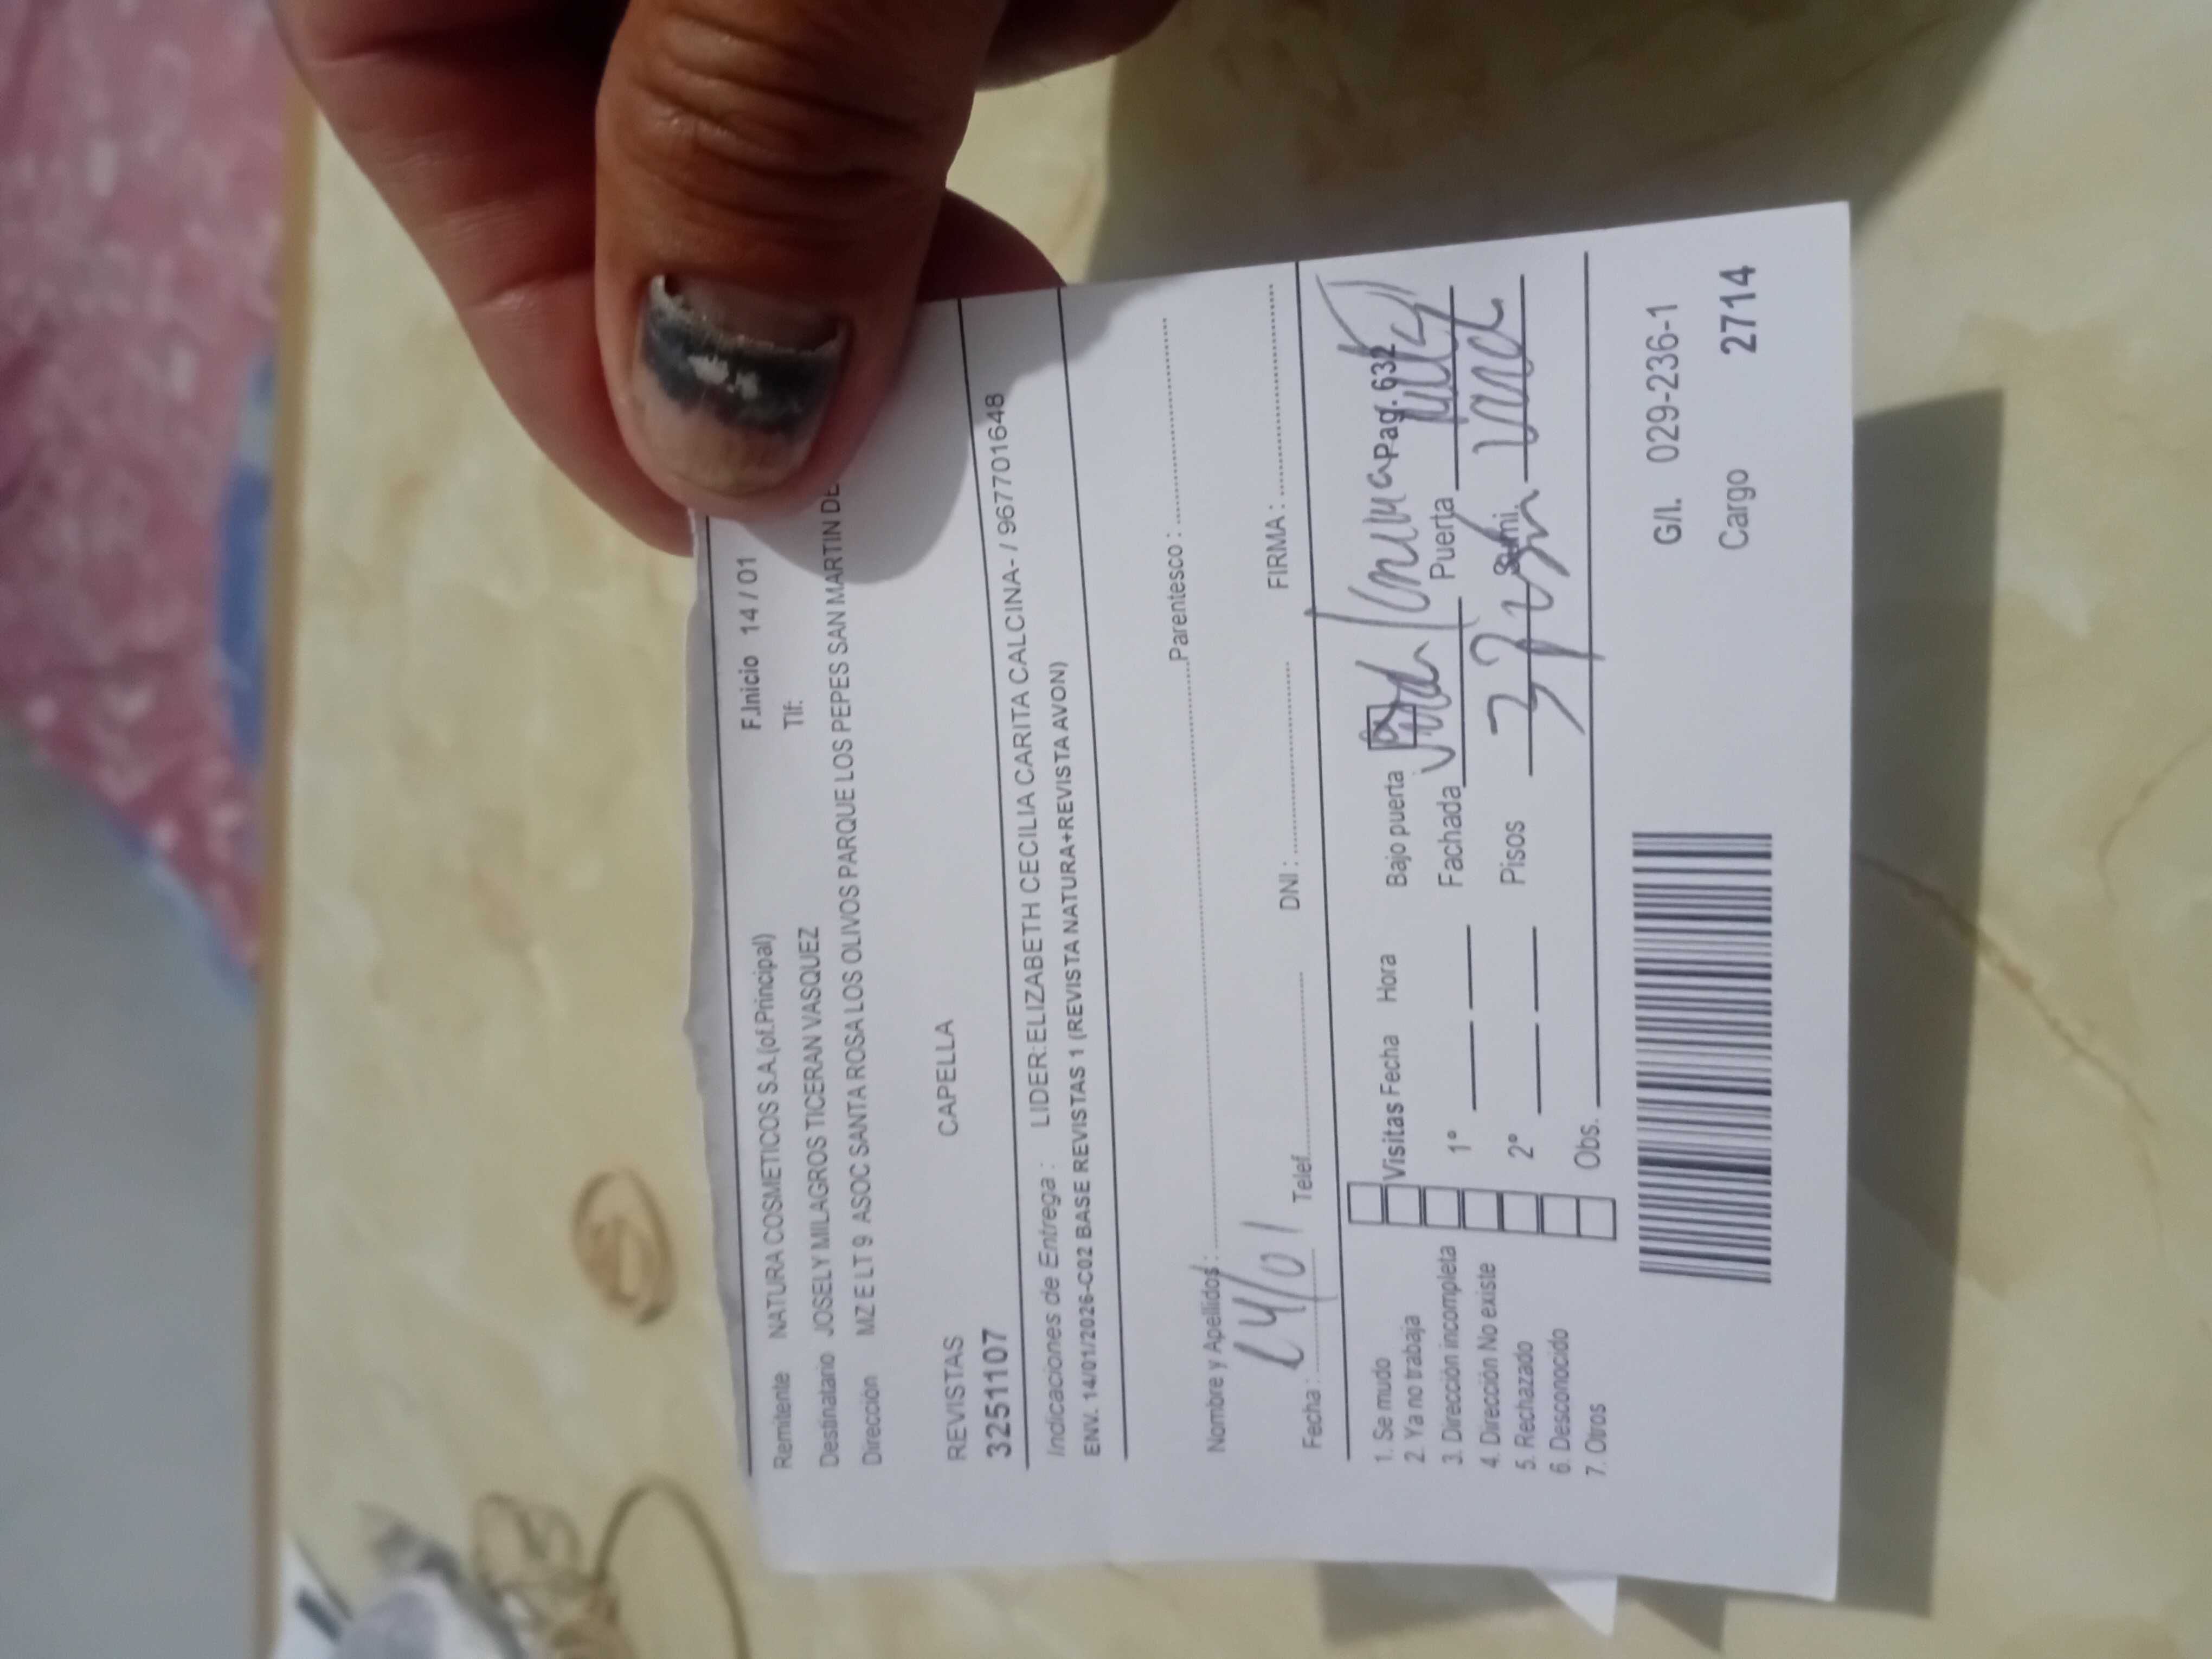 F.Inicio 14 / 01
Remitente NATURA COSMETICOS S.A.(of.Principal) Tlf:
Destinatario JOSELY MILAGROS TICERAN VASQUEZ
Dirección MZ E LT 9 ASOC SANTA ROSA LOS OLIVOS PARQUE LOS PEPES SAN MARTIN DE
REVISTAS CAPELLA
3251107
Indicaciones de Entrega : LIDER:ELIZABETH CECILIA CARITA CALCINA- / 967701648
ENV. 14/01/2026-C02 BASE REVISTAS 1 (REVISTA NATURA+REVISTA AVON)
Nombre y Apellidos : Parentesco :
Fecha : 14/01 Telef. DNI : FIRMA :
1. Se mudo
2. Ya no trabaja
3. Dirección incompleta
4. Dirección No existe
5. Rechazado
6. Desconocido
7. Otros
Visitas Fecha Hora
1°
2°
Obs.
Bajo puerta Pag. 632
Fachada Puerta
Pisos 3
G/I. 029-236-1
Cargo 2714